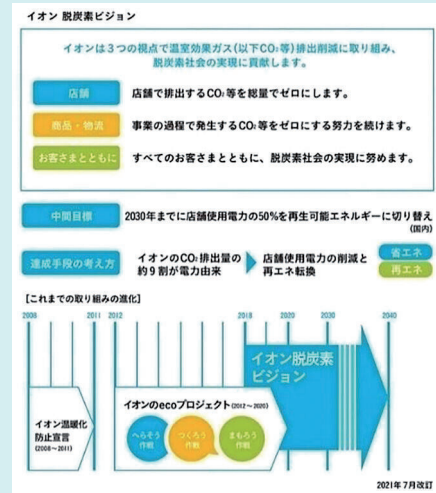 イオン 脱炭素ビジョン
イオンは3つの視点で温室効果ガス(以下CO₂等)排出削減に取り組み、
脱炭素社会の実現に貢献します。
店舗
店舗で排出するCO₂等を総量でゼロにします。
商品・物流
事業の過程で発生するCO₂等をゼロにする努力を続けます。
お客さまとともに
すべてのお客さまとともに、脱炭素社会の実現に努めます。
中間目標
2030年までに店舗使用電力の50%を再生可能エネルギーに切り替え
(国内)
達成手段の考え方
イオンのCO₂排出量の
約9割が電力由来
店舗使用電力の削減と
再エネ転換
省エネ
再エネ
[これまでの取り組みの進化]
2008
2011
2012
2018
2020
2030
2040
イオン脱炭素
ビジョン
イオン温暖化
防止宣言
(2008~2011)
イオンのecoプロジェクト(2012~2020)
へらそう
作戦
つくろう
作戦
まもろう
作戦
2021年7月改訂